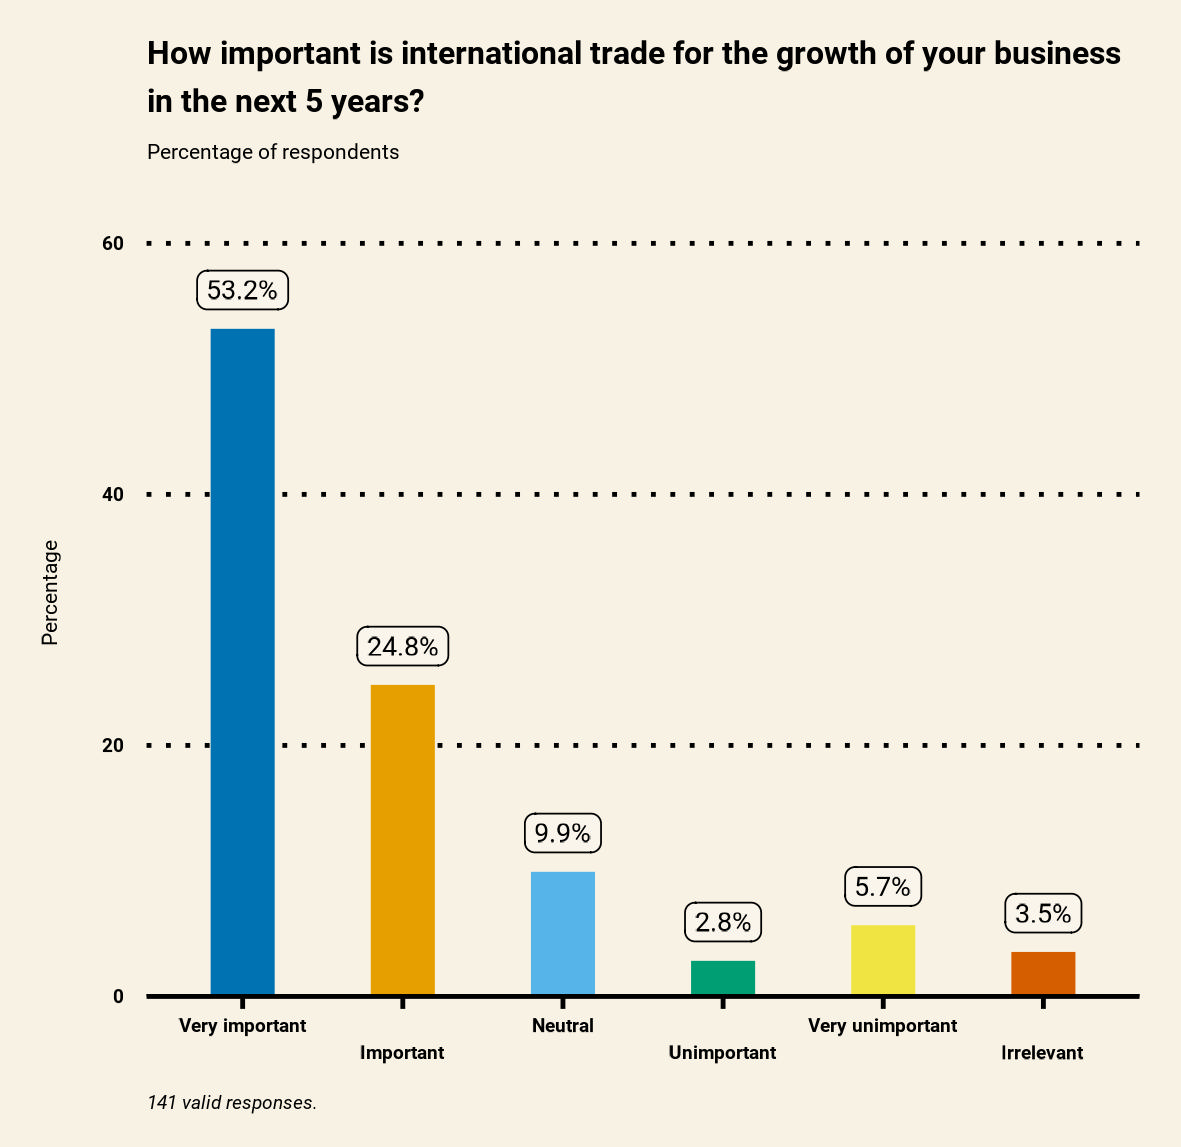 How important is international trade for the growth of your business
in the next 5 years?
Percentage of respondents
60
53.2%
40
Percentage
24.8%
20
9.9%
5.7%
3.5%
2.8%
0
Very important
Neutral
Very unimportant
Important
Unimportant
Irrelevant
141 valid responses.